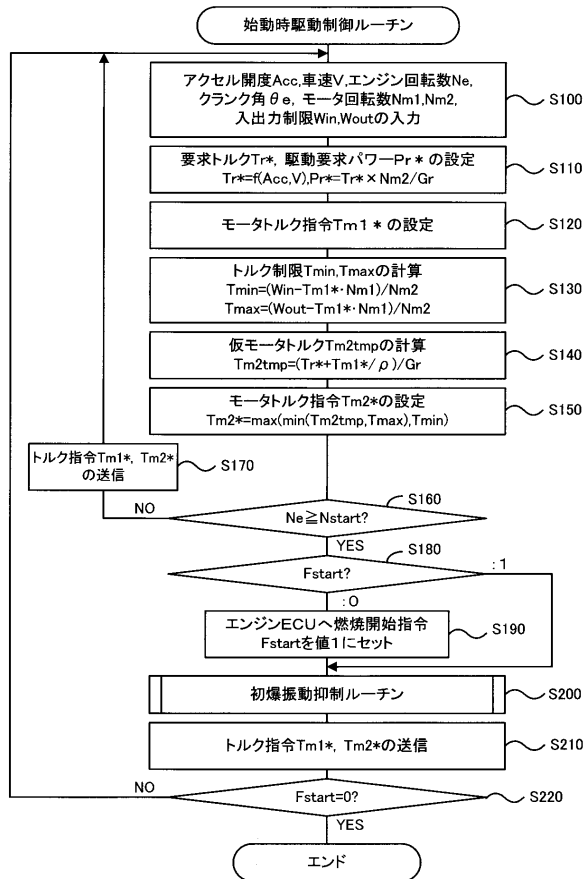 始動時駆動制御ルーチン
アクセル開度Acc,車速V,エンジン回転数Ne,
クランク角θe, モータ回転数Nm1,Nm2,
入出力制限Win,Woutの入力
S100
要求トルクTr*, 駆動要求パワーPr*の設定
Tr*=f(Acc,V),Pr*=Tr*×Nm2/Gr
S110
モータトルク指令Tm1*の設定
S120
トルク制限Tmin,Tmaxの計算
Tmin=(Win-Tm1*·Nm1)/Nm2
Tmax=(Wout-Tm1*·Nm1)/Nm2
S130
仮モータトルクTm2tmpの計算
Tm2tmp=(Tr*+Tm1*/ρ)/Gr
S140
モータトルク指令Tm2*の設定
Tm2*=max(min(Tm2tmp,Tmax),Tmin)
S150
トルク指令Tm1*, Tm2*
の送信
S170
S160
NO
Ne≧Nstart?
YES
S180
Fstart?
:1
:0
エンジンECUへ燃焼開始指令
Fstartを値1にセット
S190
初爆振動抑制ルーチン
S200
トルク指令Tm1*, Tm2*の送信
S210
NO
Fstart=0?
S220
YES
エンド